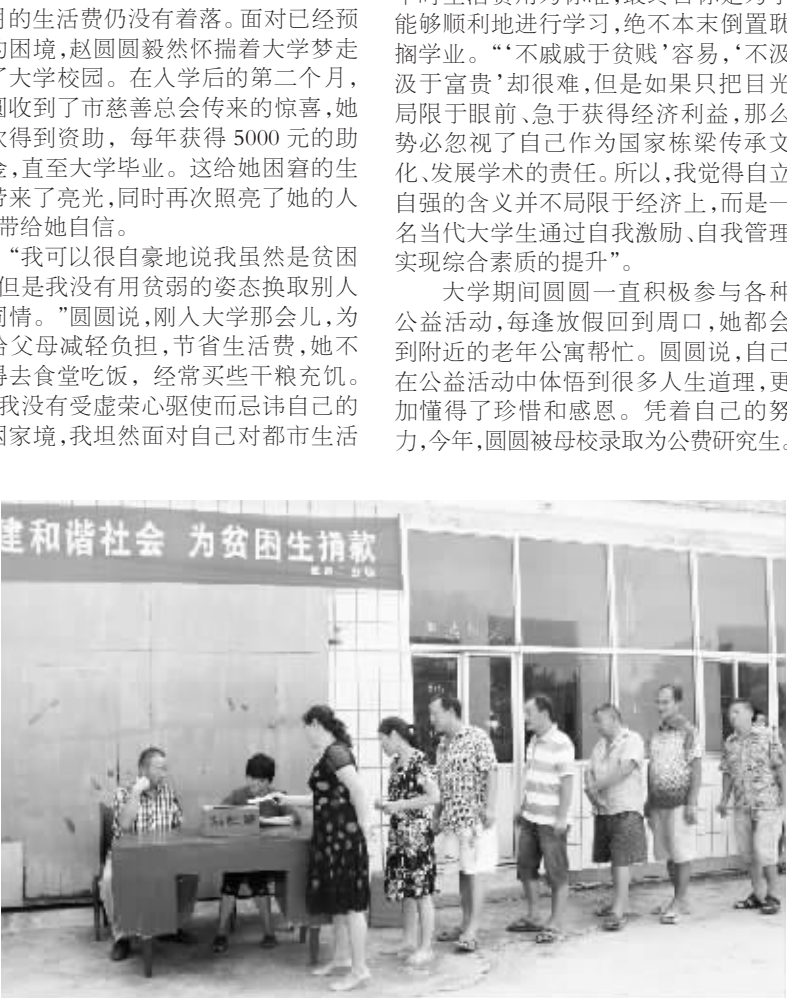 的生活费仍没有着落。面对已经预
困境,赵圆圆毅然怀揣着大学梦走
了大学校园。在入学后的第二个月,
收到了市慈善总会传来的惊喜,她
得到资助, 每年获得 5000 元的助
金,直至大学毕业。这给她困窘的生
带来了亮光,同时再次照亮了她的人
带给她自信。
“我可以很自豪地说我虽然是贫困
但是我没有用贫弱的姿态换取别人
同情。”圆圆说,刚入大学那会儿,为
给父母减轻负担,节省生活费,她不
得去食堂吃饭, 经常买些干粮充饥。
我没有受虚荣心驱使而忌讳自己的
家境,我坦然面对自己对都市生活
能够顺利地进行学习,绝不本末倒置耽
搁学业。“‘不戚戚于贫贱’容易,‘不汲
汲于富贵’却很难,但是如果只把目光
局限于眼前、急于获得经济利益,那么
势必忽视了自己作为国家栋梁传承文
化、发展学术的责任。所以,我觉得自立
自强的含义并不局限于经济上,而是一
名当代大学生通过自我激励、自我管理
实现综合素质的提升”。
大学期间圆圆一直积极参与各种
公益活动,每逢放假回到周口,她都会
到附近的老年公寓帮忙。圆圆说,自己
在公益活动中体悟到很多人生道理,更
加懂得了珍惜和感恩。凭着自己的努
力,今年,圆圆被母校录取为公费研究生。
建和谐社会 为贫困生捐款